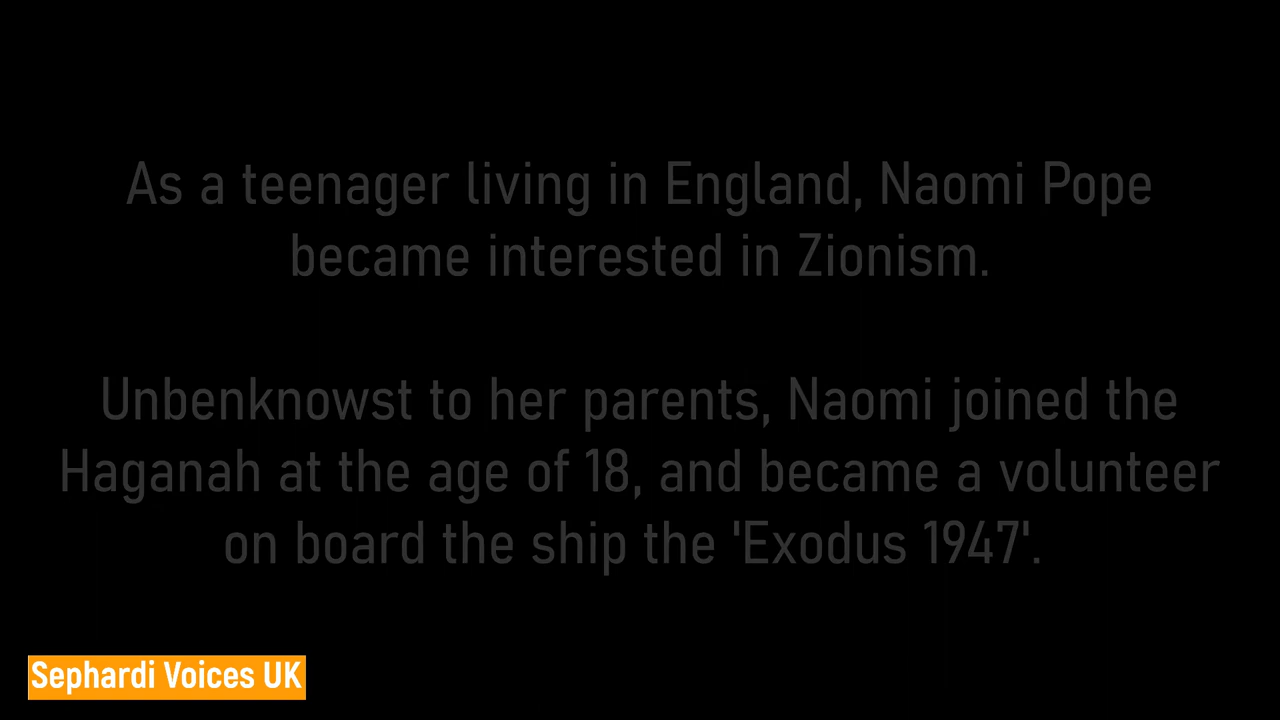 As a teenager living in England, Naomi Pope
became interested in Zionism.
Unbenknowst to her parents, Naomi joined the
Haganah at the age of 18, and became a volunteer
on board the ship the 'Exodus 1947'.
Sephardi Voices UK